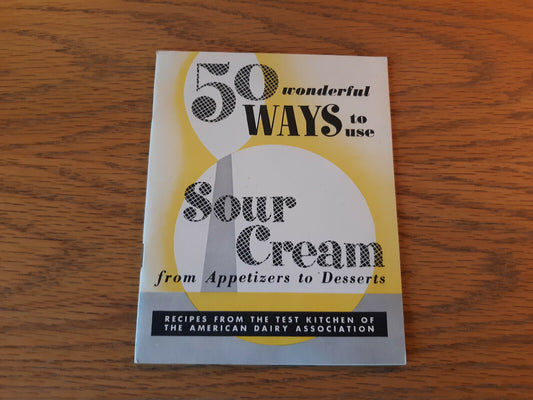 50 wonderful
WAYS to
use
Sour
Cream
from Appetizers to Desserts
RECIPES FROM THE TEST KITCHEN OF
THE AMERICAN DAIRY ASSOCIATION